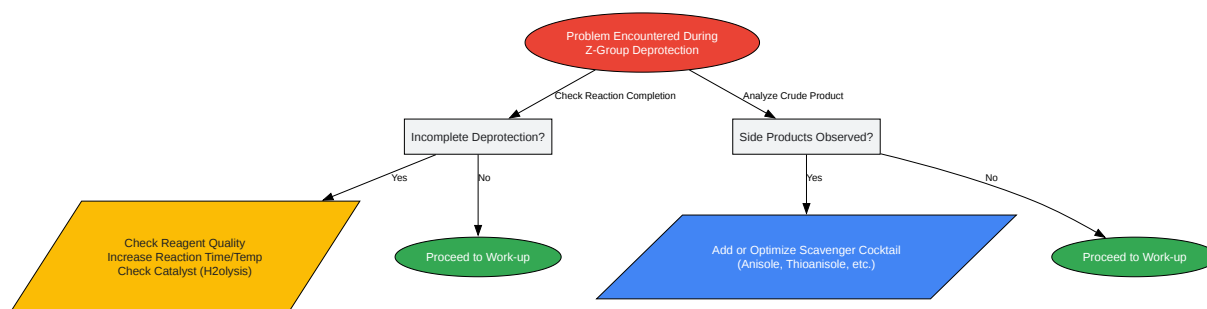 Problem Encountered During
Z-Group Deprotection
Check Reaction Completion
Analyze Crude Product
Incomplete Deprotection?
Side Products Observed?
Yes
No
Yes
No
Check Reagent Quality
Increase Reaction Time/Temp
Check Catalyst (H2olysis)
Proceed to Work-up
Add or Optimize Scavenger Cocktail
(Anisole, Thioanisole, etc.)
Proceed to Work-up